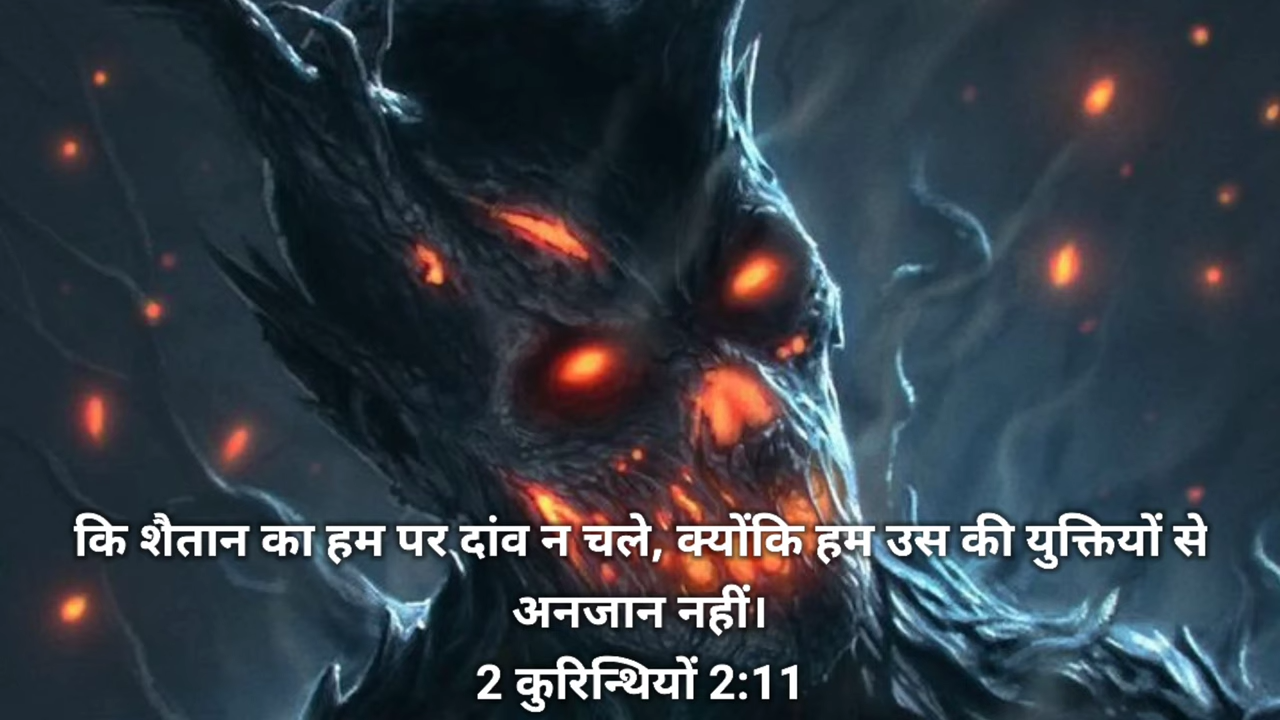 कि शैतान का हम पर दांव न चले, क्योंकि हम उस की युक्तियों से
अनजान नहीं।
2 कुरिन्थियों 2:11